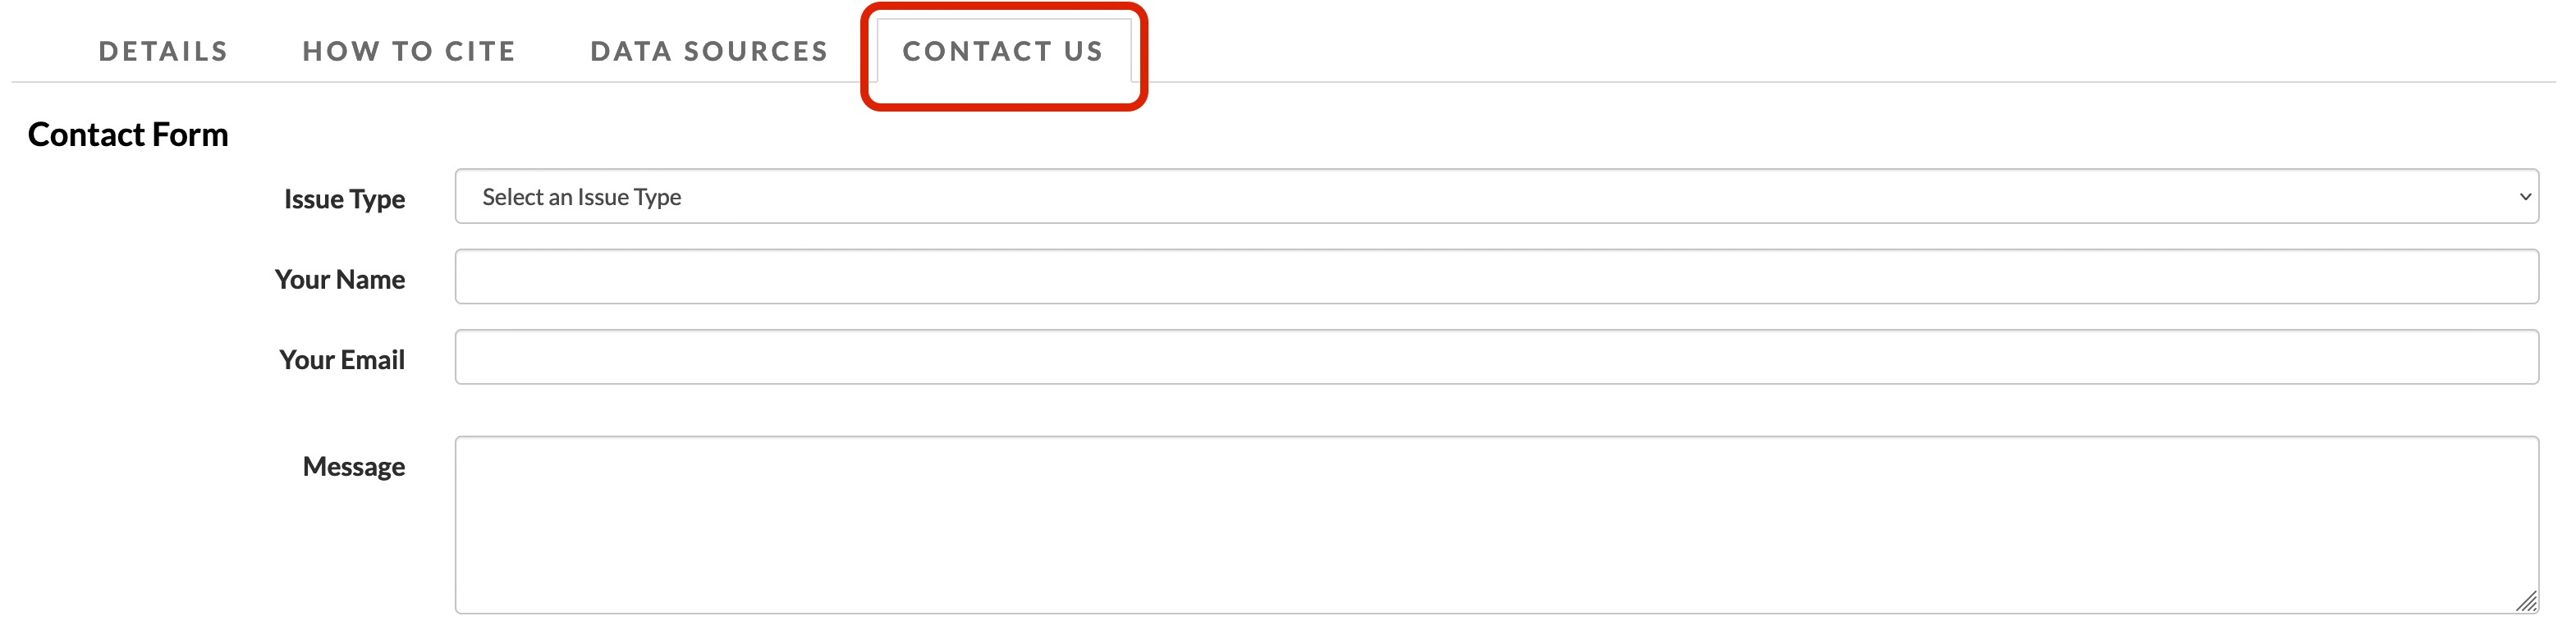 DETAILS HOW TO CITE DATA SOURCES CONTACT US
Contact Form
Issue Type Select an Issue Type
Your Name
Your Email
Message